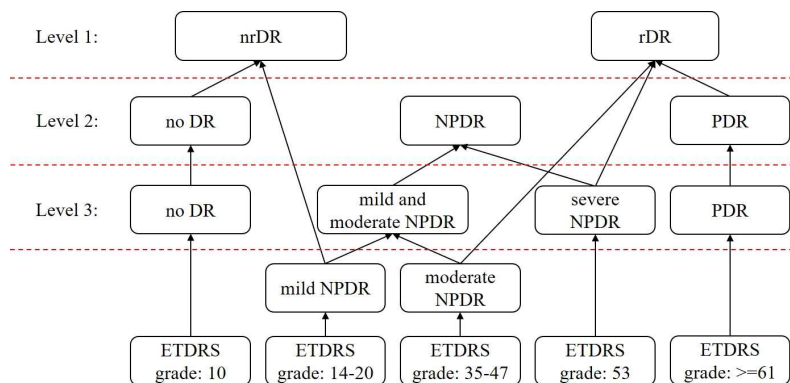 Level 1:
nrDR
rDR
Level 2:
no DR
NPDR
PDR
Level 3:
no DR
mild and
moderate NPDR
severe
NPDR
PDR
mild NPDR
moderate
NPDR
ETDRS
grade: 10
ETDRS
grade: 14-20
ETDRS
grade: 35-47
ETDRS
grade: 53
ETDRS
grade: >=61